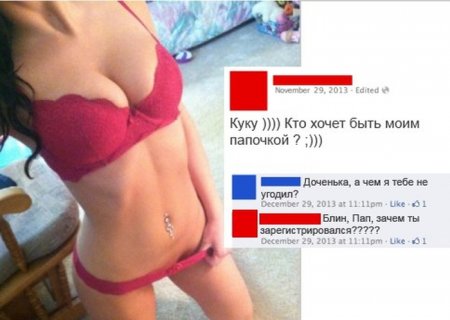 November 29, 2013 · Edited
Куку )))) Кто хочет быть моим
папочкой ? ;)))
Доченька, а чем я тебе не
угодил?
December 29, 2013 at 11:11pm · Like · 1
Блин, Пап, зачем ты
зарегистрировался?????
December 29, 2013 at 11:11pm · Like · 1